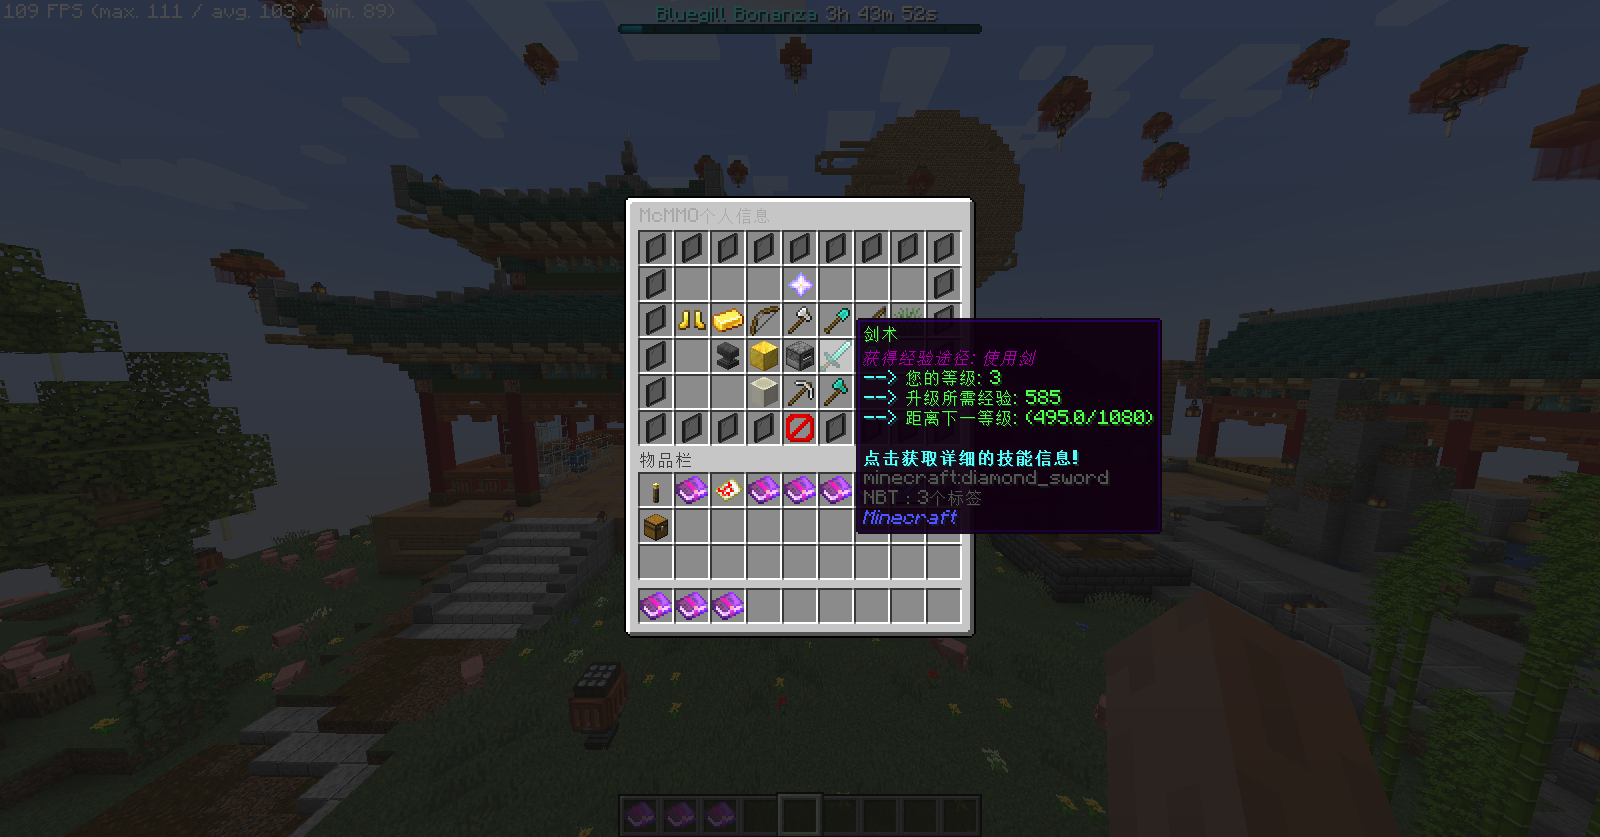 109 FPS (max. 111 / avg. 103 / min. 89)
Bluegill Bonanza 3h 43m 52s
McMMO个人信息
剑术
获得经验途径: 使用剑
--> 您的等级: 3
--> 升级所需经验: 585
--> 距离下一等级: (495.0/1080)
点击获取详细的技能信息!
minecraft:diamond_sword
NBT：3个标签
Minecraft
物品栏